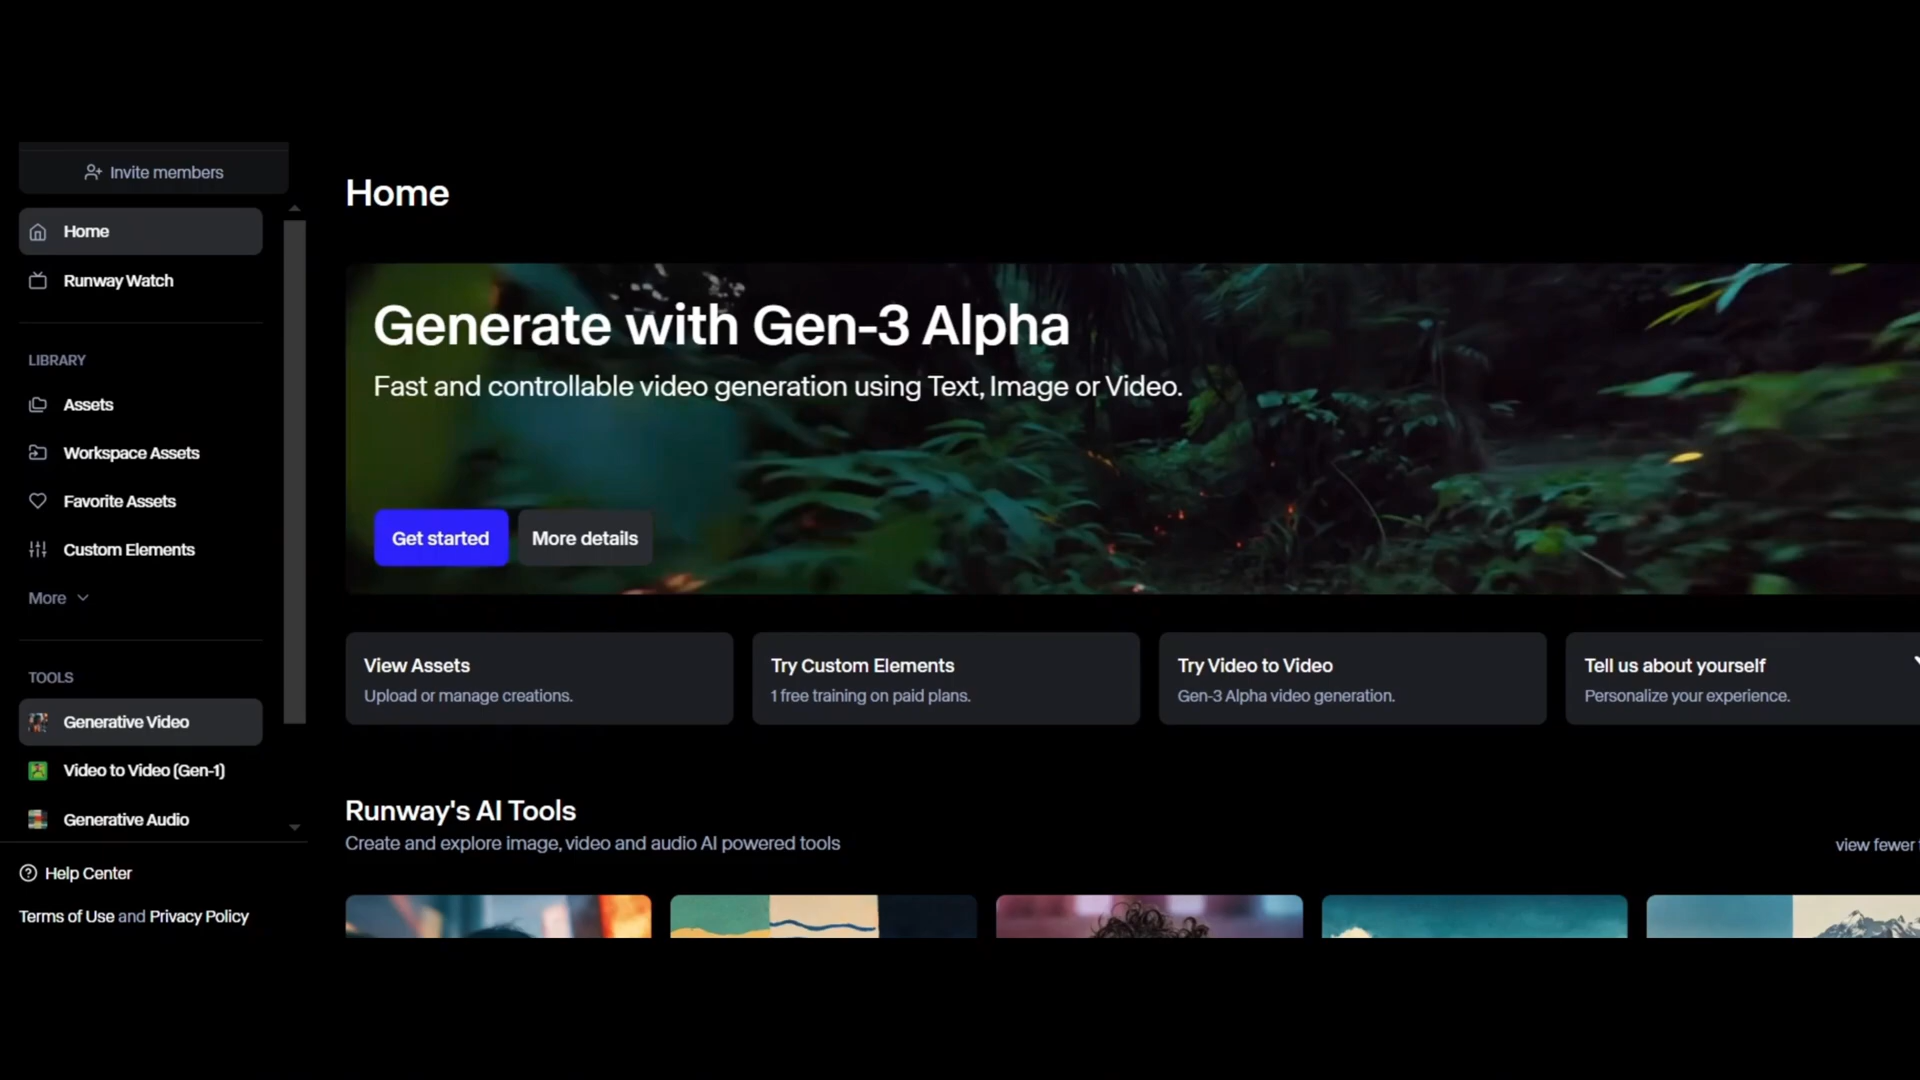 Invite members
Home
Runway Watch
LIBRARY
Assets
Workspace Assets
Favorite Assets
Custom Elements
More
TOOLS
Generative Video
Video to Video (Gen-1)
Generative Audio
Help Center
Terms of Use and Privacy Policy
Home
Generate with Gen-3 Alpha
Fast and controllable video generation using Text, Image or Video.
Get started
More details
View Assets
Upload or manage creations.
Try Custom Elements
1 free training on paid plans.
Try Video to Video
Gen-3 Alpha video generation.
Tell us about yourself
Personalize your experience.
Runway's AI Tools
Create and explore image, video and audio AI powered tools
view fewer